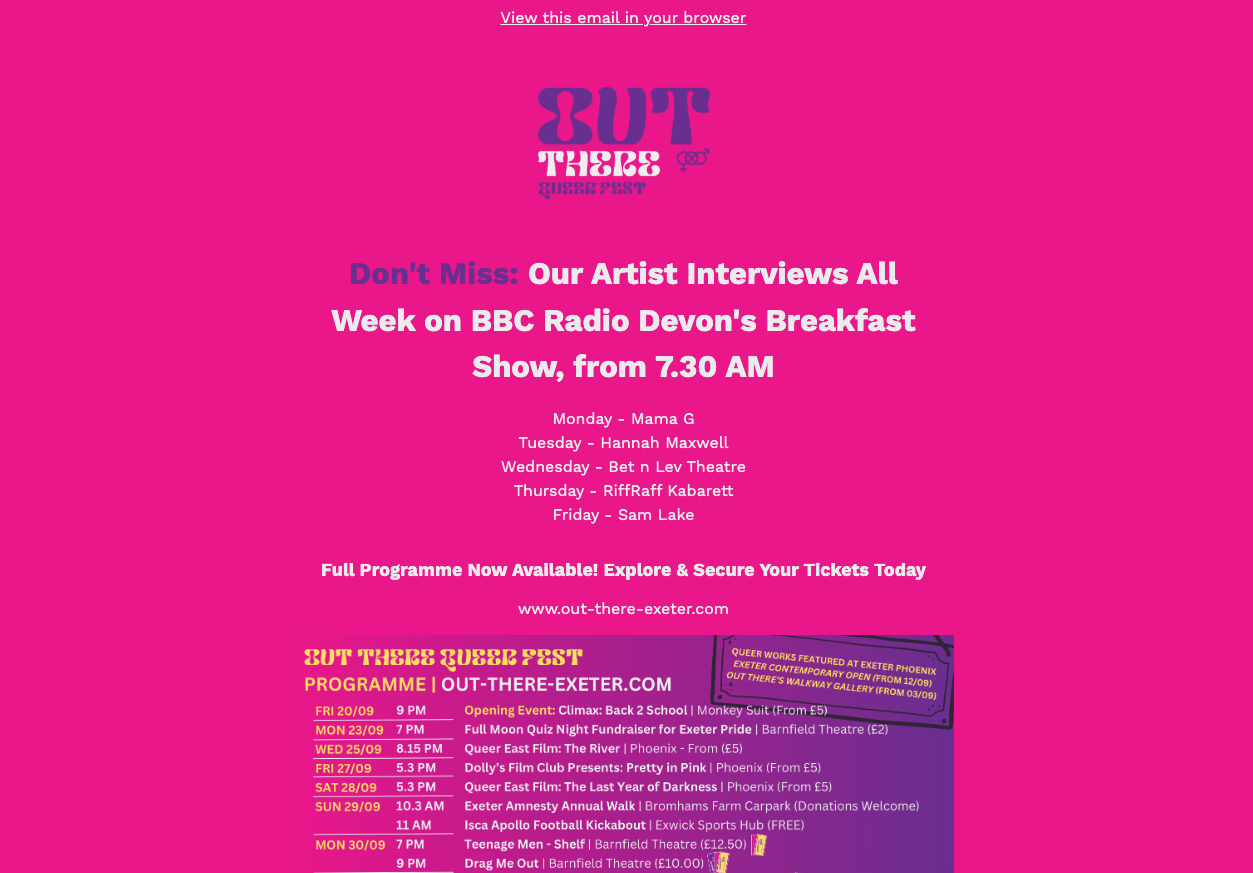 View this email in your browser
OUT
THERE
QUEER FEST
Don't Miss: Our Artist Interviews All
Week on BBC Radio Devon's Breakfast
Show, from 7.30 AM
Monday - Mama G
Tuesday - Hannah Maxwell
Wednesday - Bet n Lev Theatre
Thursday - RiffRaff Kabarett
Friday - Sam Lake
Full Programme Now Available! Explore & Secure Your Tickets Today
www.out-there-exeter.com
OUT THERE QUEER FEST
PROGRAMME | OUT-THERE-EXETER.COM
QUEER WORKS FEATURED AT EXETER PHOENIX
EXETER CONTEMPORARY OPEN (FROM 12/09)
OUT THERE'S WALKWAY GALLERY (FROM 03/09)
FRI 20/09 9 PM Opening Event: Climax: Back 2 School | Monkey Suit (From £5)
MON 23/09 7 PM Full Moon Quiz Night Fundraiser for Exeter Pride | Barnfield Theatre (£2)
WED 25/09 8.15 PM Queer East Film: The River | Phoenix - From (£5)
FRI 27/09 5.3 PM Dolly's Film Club Presents: Pretty in Pink | Phoenix (From £5)
SAT 28/09 5.3 PM Queer East Film: The Last Year of Darkness | Phoenix (From £5)
SUN 29/09 10.3 AM Exeter Amnesty Annual Walk | Bromhams Farm Carpark (Donations Welcome)
11 AM Isca Apollo Football Kickabout | Exwick Sports Hub (FREE)
MON 30/09 7 PM Teenage Men - Shelf | Barnfield Theatre (£12.50)
9 PM Drag Me Out | Barnfield Theatre (£10.00)